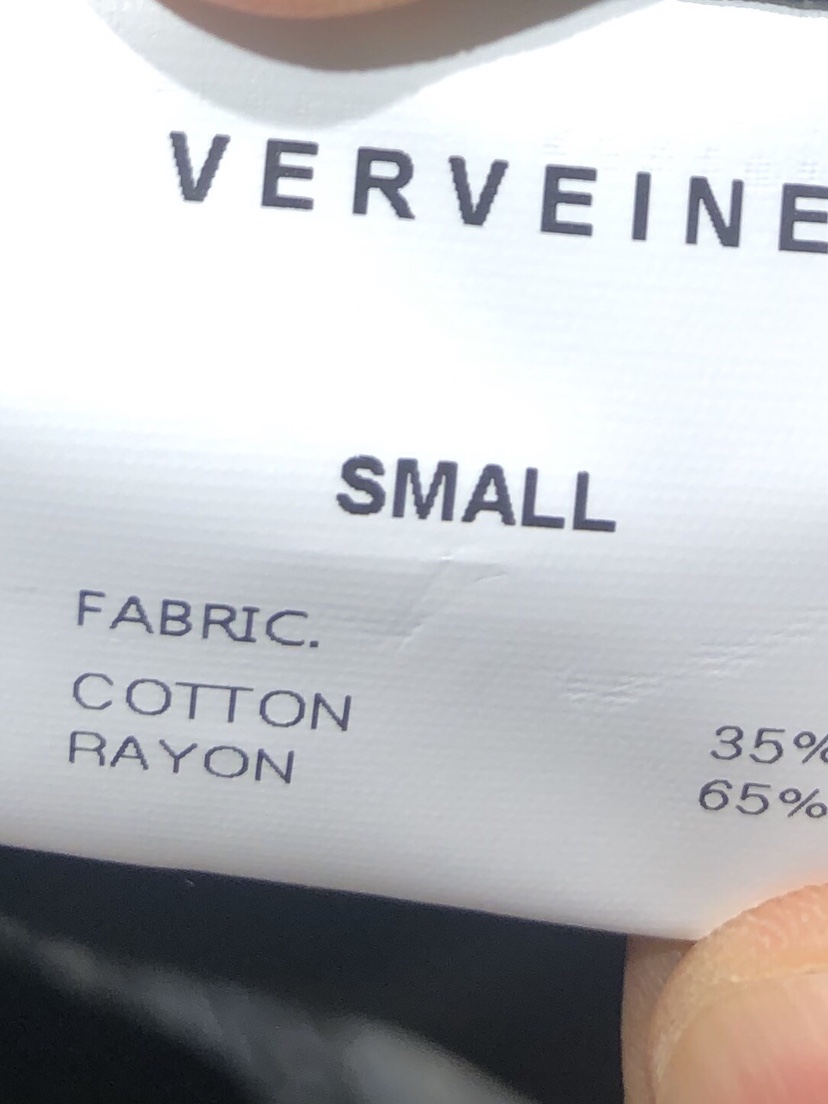 VERVEINE
SMALL
FABRIC.
COTTON 35%
RAYON 65%